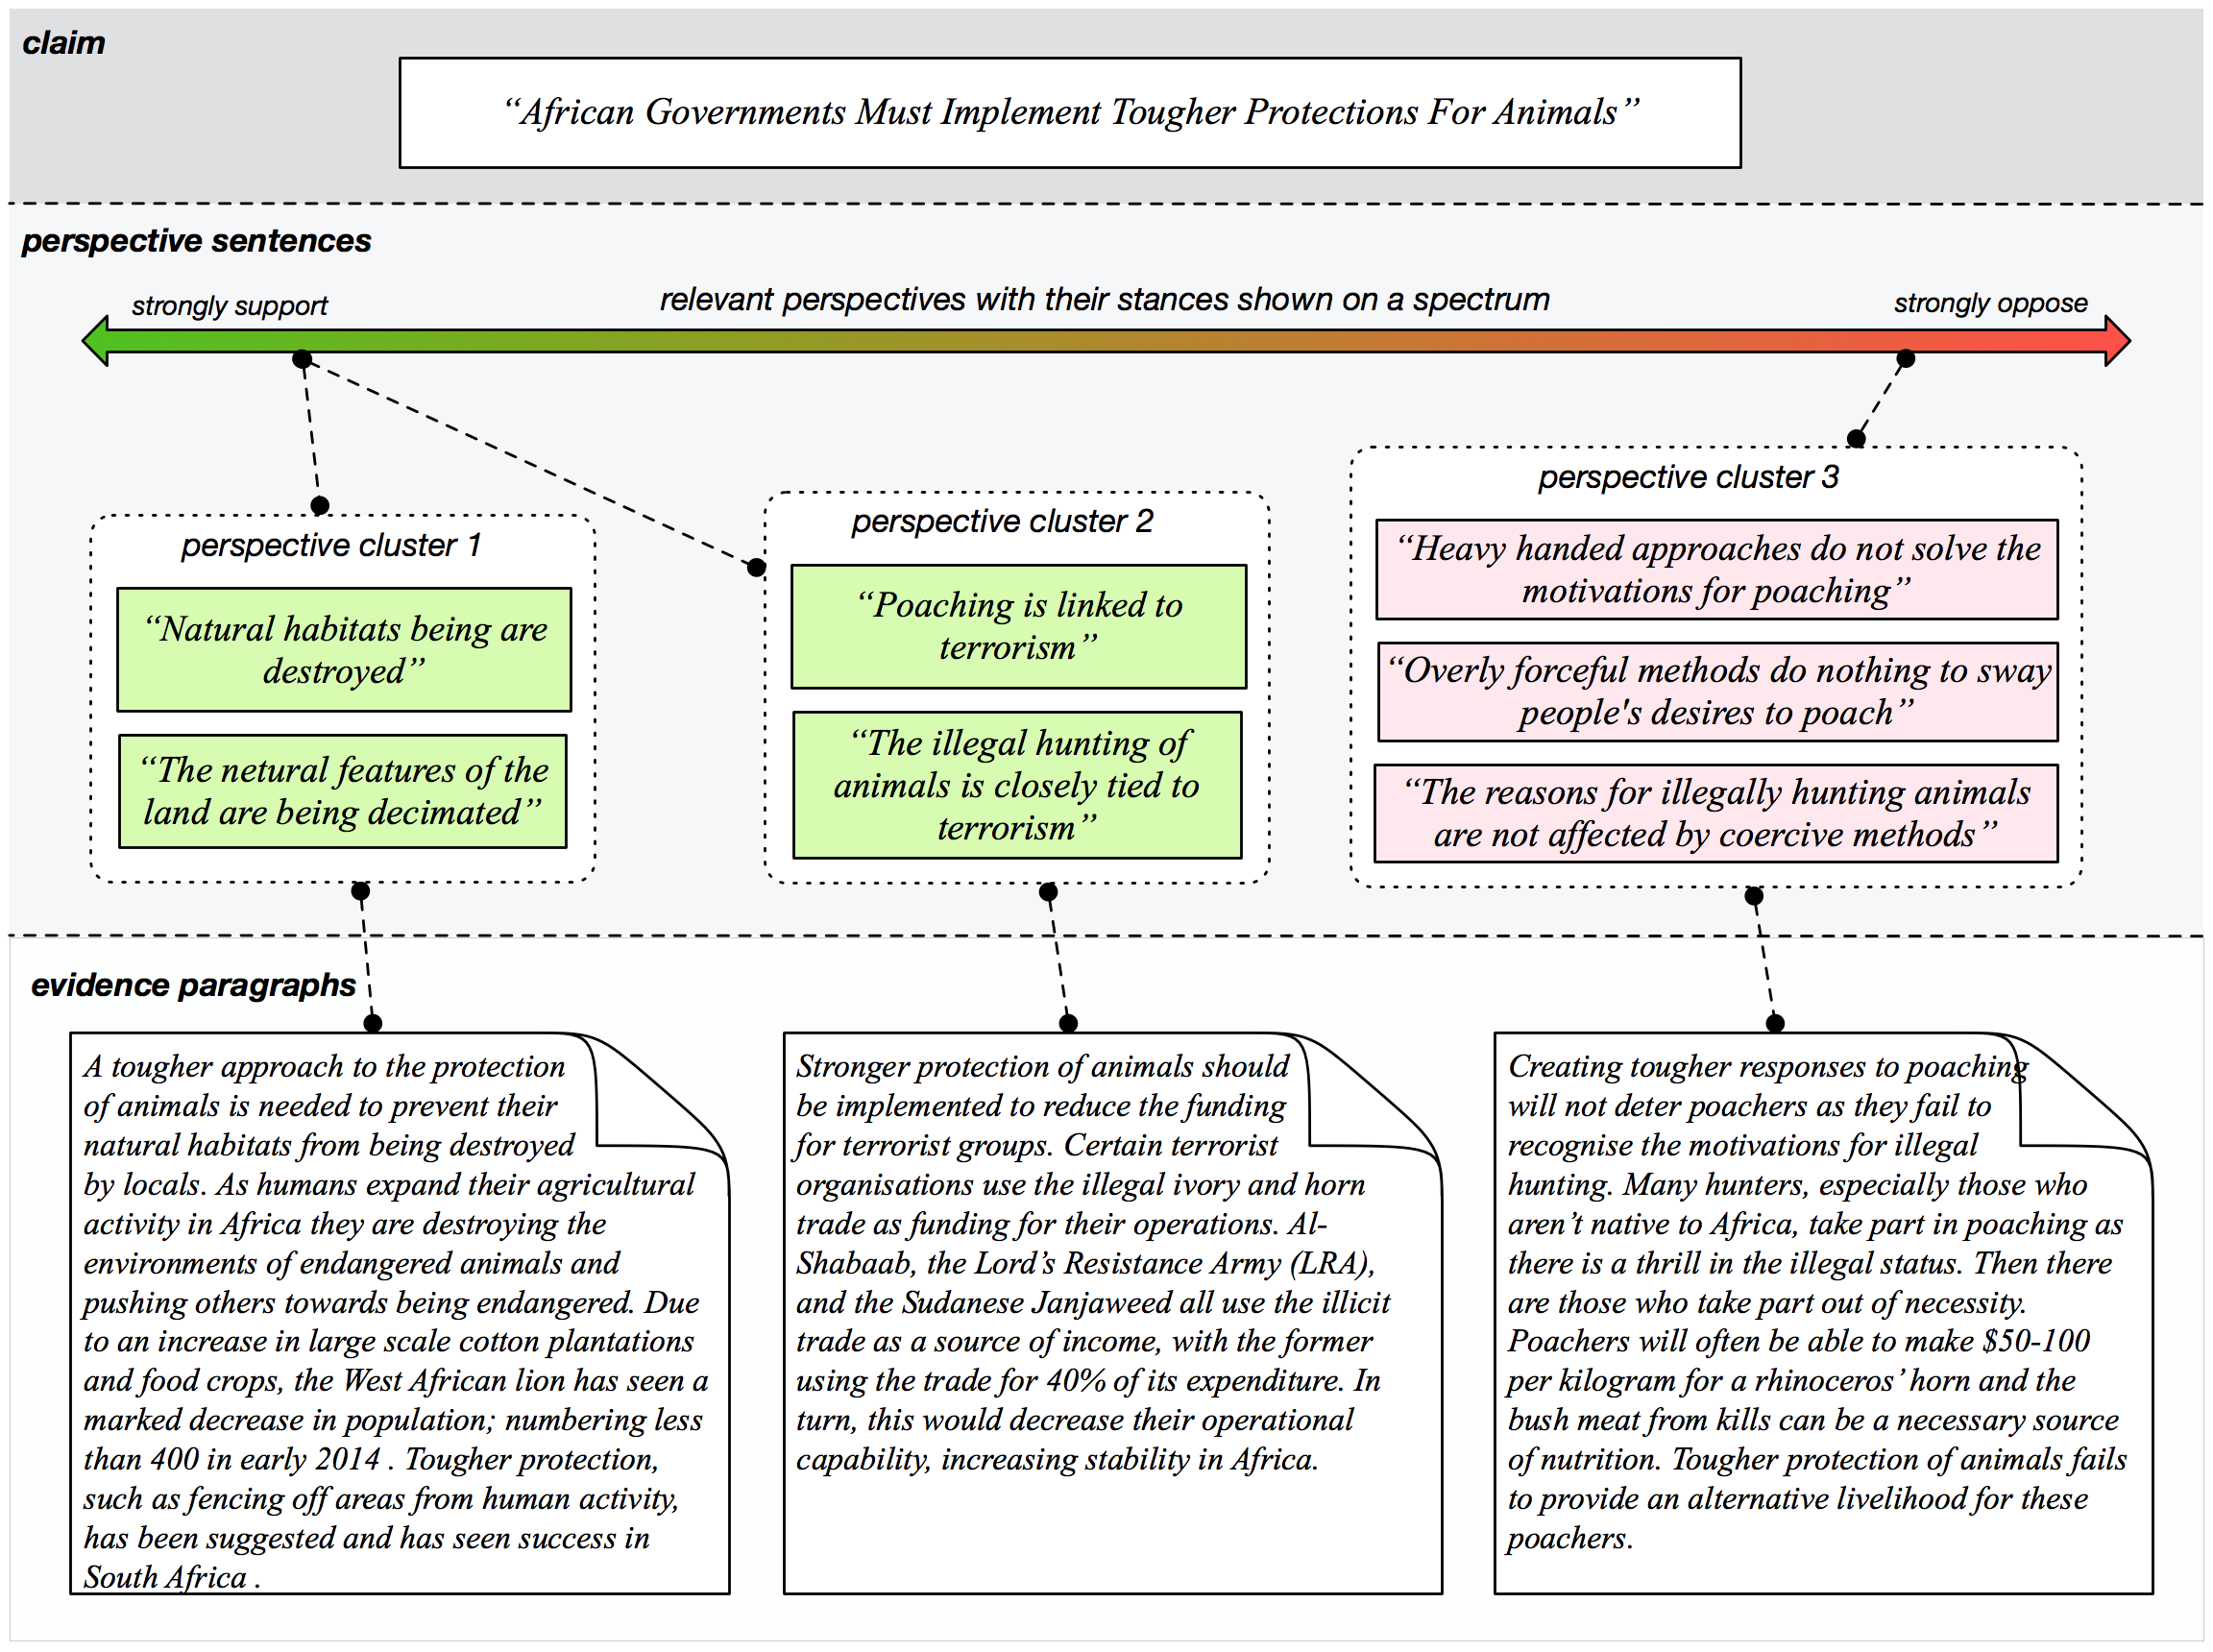 claim
“African Governments Must Implement Tougher Protections For Animals”
perspective sentences
strongly support
relevant perspectives with their stances shown on a spectrum
strongly oppose
perspective cluster 1
“Natural habitats being are
destroyed”
“The netural features of the
land are being decimated”
perspective cluster 2
“Poaching is linked to
terrorism”
“The illegal hunting of
animals is closely tied to
terrorism”
perspective cluster 3
“Heavy handed approaches do not solve the
motivations for poaching”
“Overly forceful methods do nothing to sway
people's desires to poach”
“The reasons for illegally hunting animals
are not affected by coercive methods”
evidence paragraphs
A tougher approach to the protection
of animals is needed to prevent their
natural habitats from being destroyed
by locals. As humans expand their agricultural
activity in Africa they are destroying the
environments of endangered animals and
pushing others towards being endangered. Due
to an increase in large scale cotton plantations
and food crops, the West African lion has seen a
marked decrease in population; numbering less
than 400 in early 2014 . Tougher protection,
such as fencing off areas from human activity,
has been suggested and has seen success in
South Africa .
Stronger protection of animals should
be implemented to reduce the funding
for terrorist groups. Certain terrorist
organisations use the illegal ivory and horn
trade as funding for their operations. Al-
Shabaab, the Lord’s Resistance Army (LRA),
and the Sudanese Janjaweed all use the illicit
trade as a source of income, with the former
using the trade for 40% of its expenditure. In
turn, this would decrease their operational
capability, increasing stability in Africa.
Creating tougher responses to poaching
will not deter poachers as they fail to
recognise the motivations for illegal
hunting. Many hunters, especially those who
aren’t native to Africa, take part in poaching as
there is a thrill in the illegal status. Then there
are those who take part out of necessity.
Poachers will often be able to make $50-100
per kilogram for a rhinoceros’ horn and the
bush meat from kills can be a necessary source
of nutrition. Tougher protection of animals fails
to provide an alternative livelihood for these
poachers.